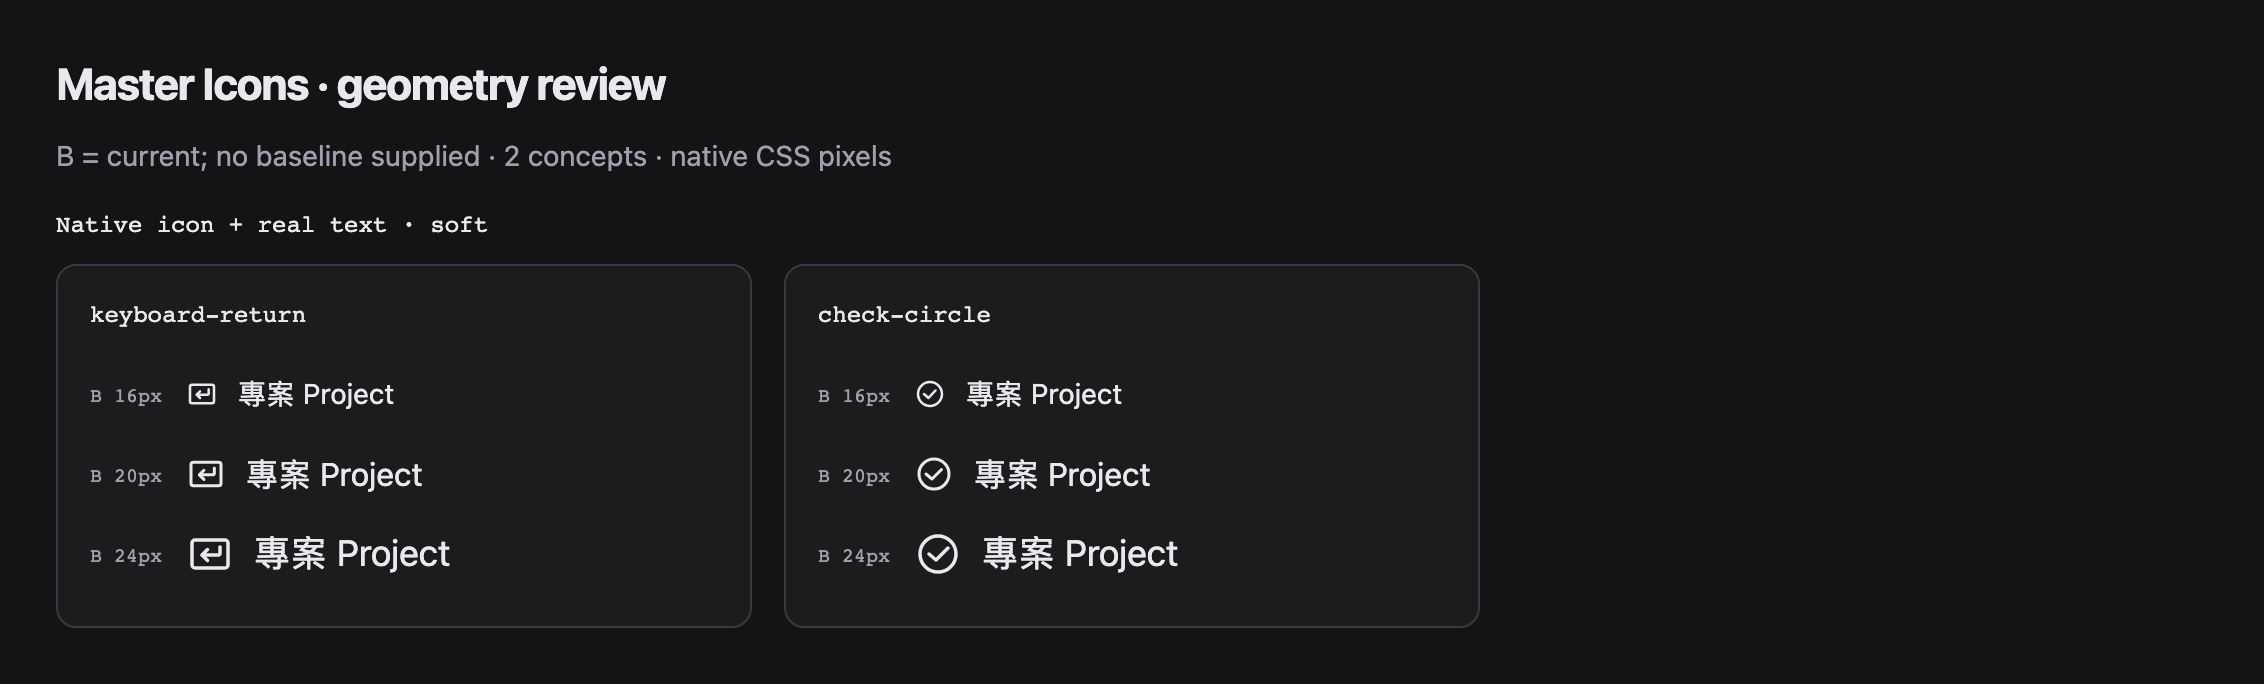 Master Icons · geometry review
B = current; no baseline supplied · 2 concepts · native CSS pixels
Native icon + real text · soft
keyboard-return
B 16px 專案 Project
B 20px 專案 Project
B 24px 專案 Project
check-circle
B 16px 專案 Project
B 20px 專案 Project
B 24px 專案 Project